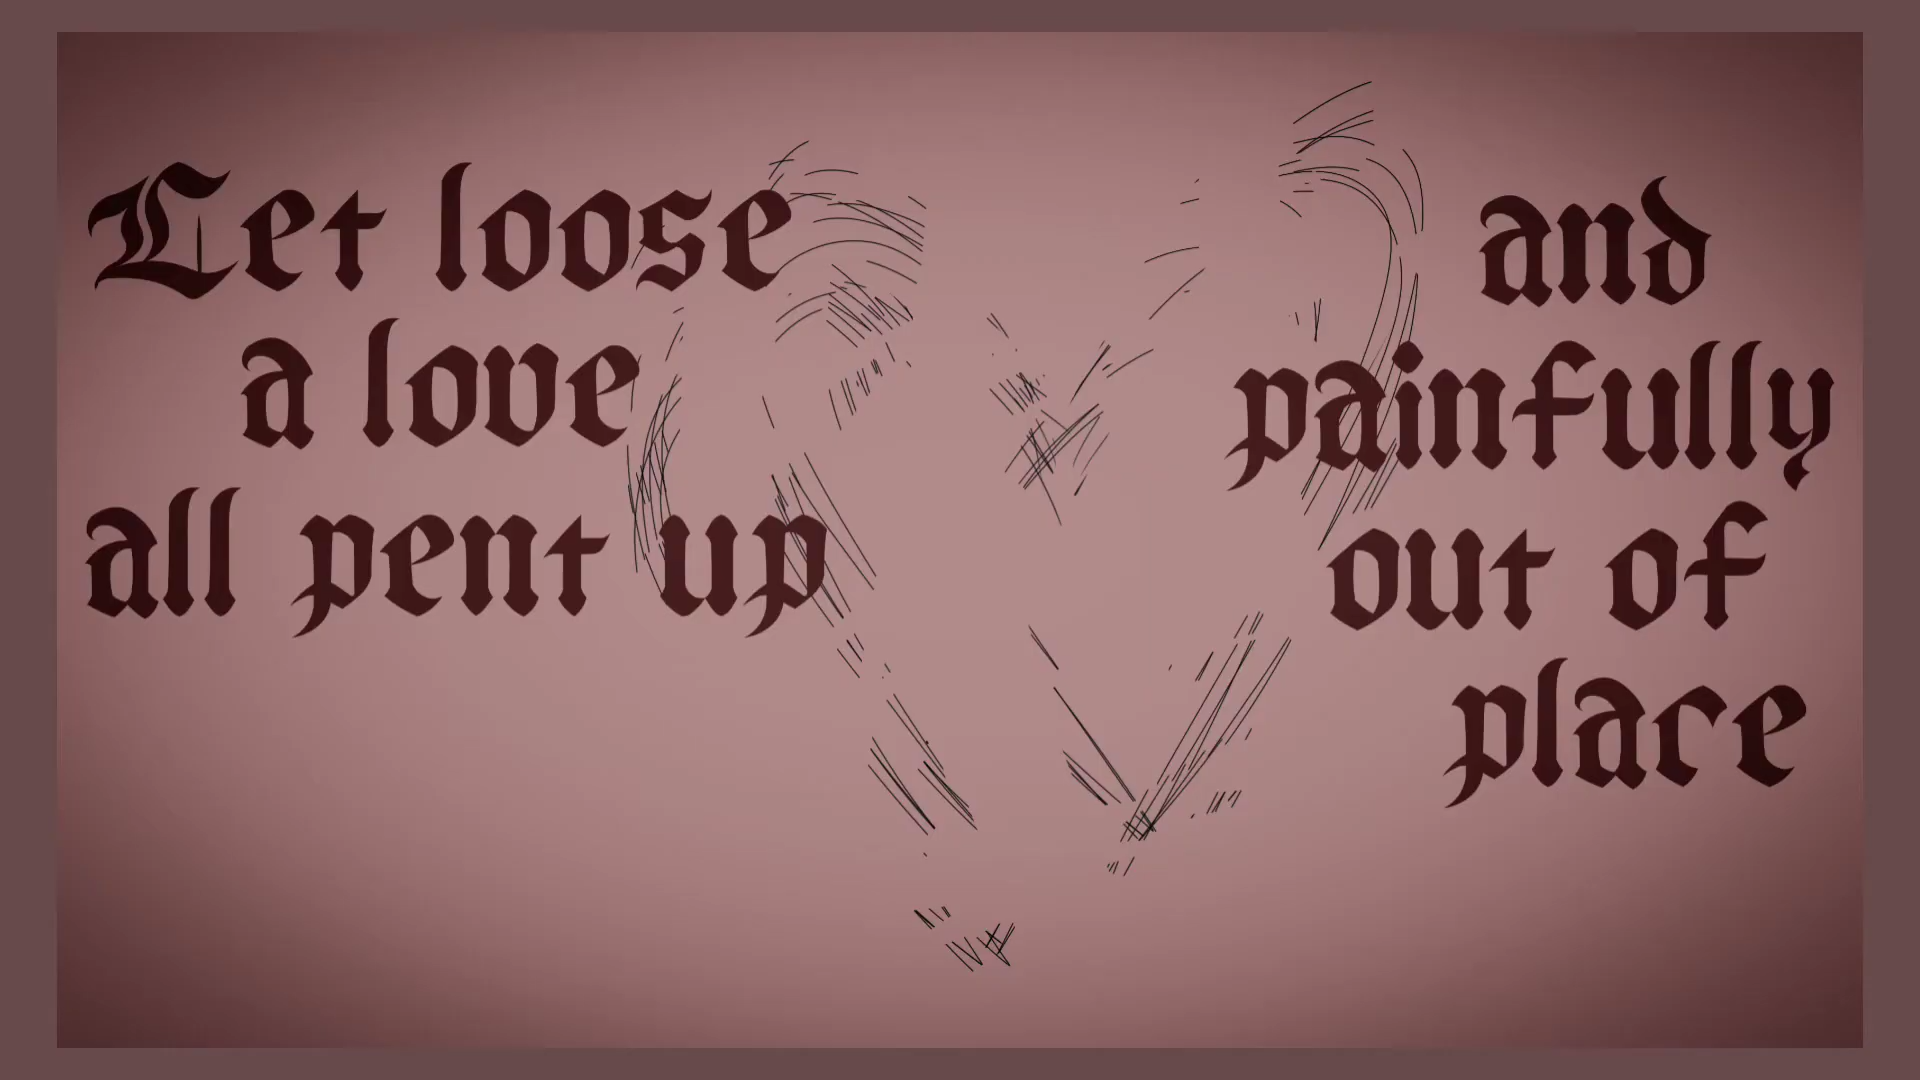 Let loose
a love
all pent up
and
painfully
out of
place